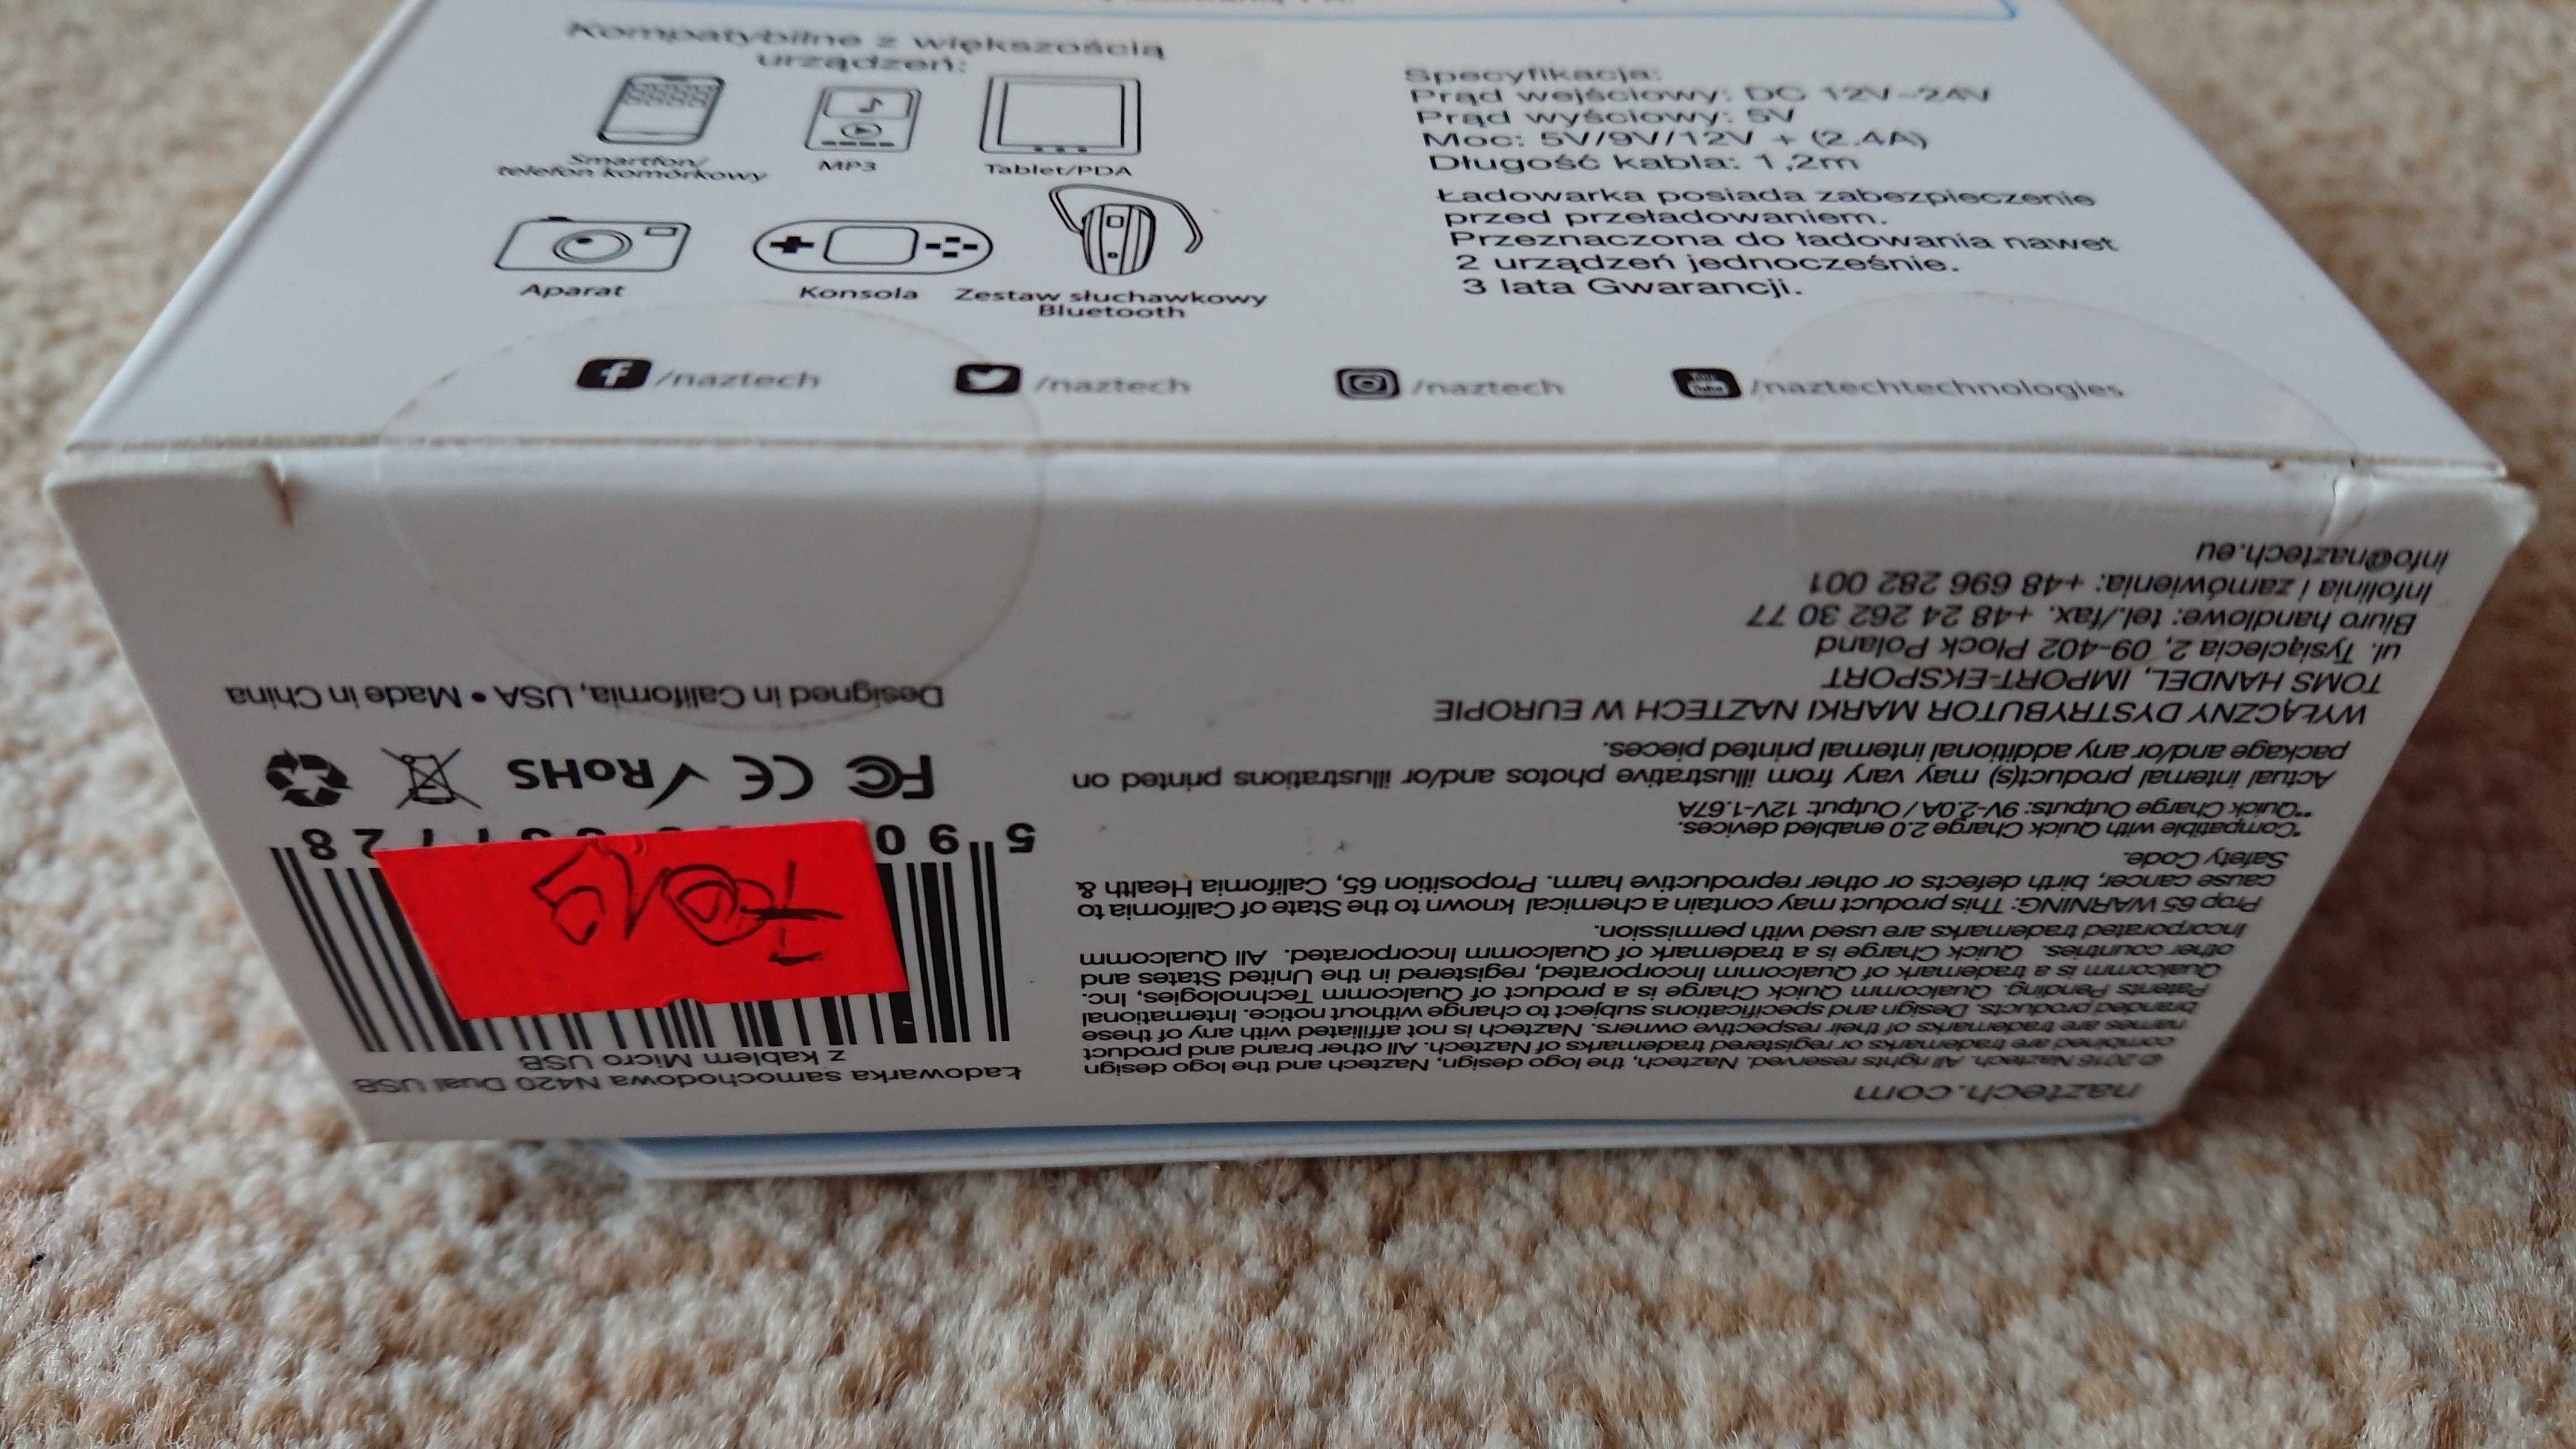 Kompatybilne z większością
urządzeń:
Smartfon/
telefon komórkowy
MP3
Tablet/PDA
Aparat
Konsola
Zestaw słuchawkowy
Bluetooth
Specyfikacja:
Prąd wejściowy: DC 12V~24V
Prąd wyściowy: 5V
Moc: 5V/9V/12V + (2.4A)
Długość kabla: 1,2m
Ładowarka posiada zabezpieczenie
przed przeładowaniem.
Przeznaczona do ładowania nawet
2 urządzeń jednocześnie.
3 lata Gwarancji.
/naztech
/naztech
/naztech
/naztechtechnologies
naztech.com
© 2016 Naztech. All rights reserved. Naztech, the logo design, Naztech and the logo design
combined are trademarks or registered trademarks of Naztech. All other brand and product
names are trademarks of their respective owners. Naztech is not affiliated with any of these
branded products. Design and specifications subject to change without notice. International
Patents Pending. Qualcomm Quick Charge is a product of Qualcomm Technologies, Inc.
Qualcomm is a trademark of Qualcomm Incorporated, registered in the United States and
other countries. Quick Charge is a trademark of Qualcomm Incorporated. All Qualcomm
Incorporated trademarks are used with permission.
Prop 65 WARNING: This product may contain a chemical known to the State of California to
cause cancer, birth defects or other reproductive harm. Proposition 65, California Health &
Safety Code.
*Compatible with Quick Charge 2.0 enabled devices.
**Quick Charge Outputs: 9V-2.0A / Output: 12V-1.67A
Actual internal product(s) may vary from illustrative photos and/or illustrations printed on
package and/or any additional internal printed pieces.
WYŁĄCZNY DYSTRYBUTOR MARKI NAZTECH W EUROPIE
TOMS HANDEL, IMPORT-EKSPORT
ul. Tysiąclecia 2, 09-402 Płock Poland
Biuro handlowe: tel./fax. +48 24 262 30 77
Infolinia i zamówienia: +48 696 282 001
info@naztech.eu
Ładowarka samochodowa N420 Dual USB
z kablem Micro USB
5 90
28
FC CE RoHS
Designed in California, USA • Made in China